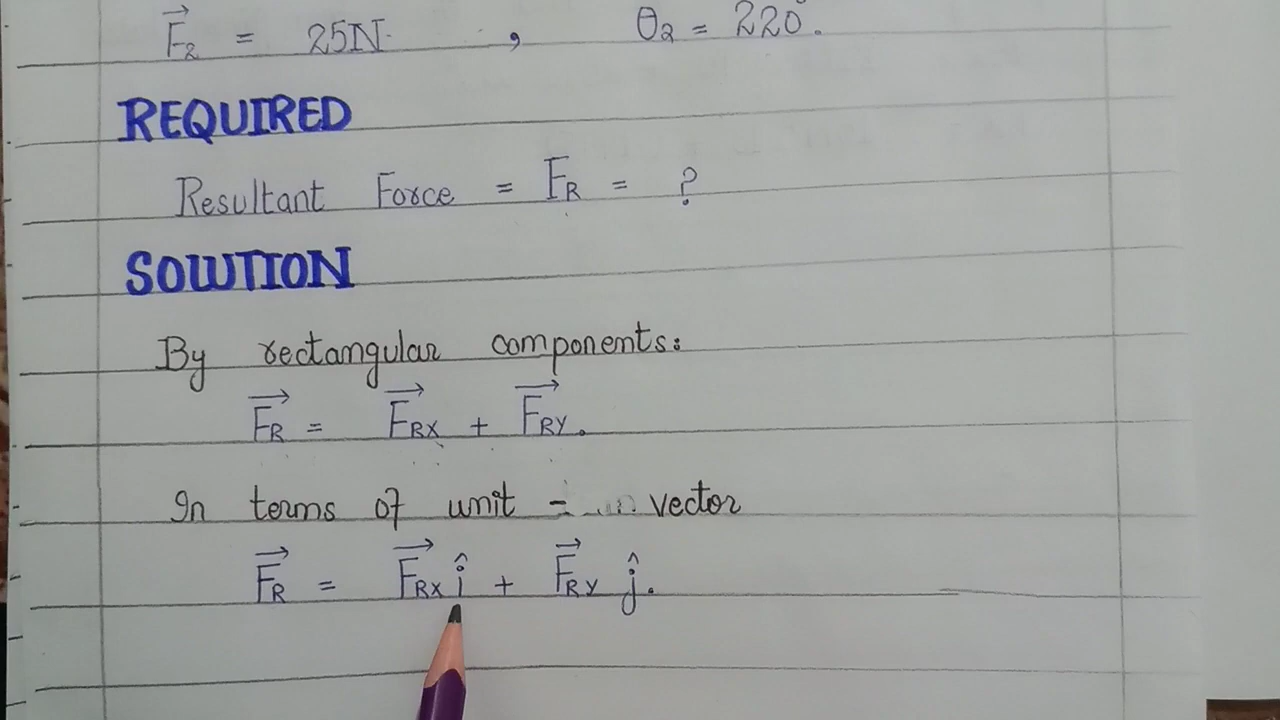 F₂ = 25N , θ₂ = 220°.
REQUIRED
Resultant Force = F_R = ?
SOLUTION
By rectangular components:
F_R = F_RX + F_RY.
In terms of unit - vector
F_R = F_RX î + F_RY ĵ.